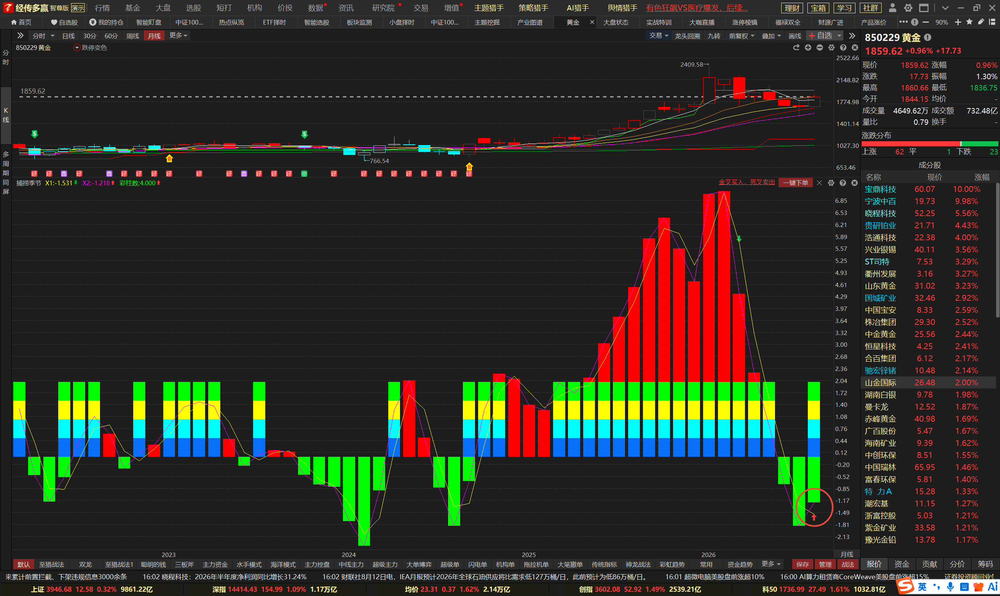 经传多赢 智尊版 演示 行情 基金 大盘 选股 短打 机构 价投 数据 资讯 研究院 交易 增值 主题猎手 策略猎手 AI猎手 舆情猎手 有色狂飙VS医疗爆发，后续... 理财 宝箱 学习 社群
首页 自选股 我的持仓 智能盯盘 中证100... 热点纵览 ETF择时 智能选股 板块监测 小盘择时 中证100... 主题挖掘 产业图谱 黄金 大盘状态 实战特训 大咖直播 涨停棱镜 福禄双全 财源广进 产品涨价 90%
分时 日线 30分 60分 周线 月线 更多 交易 龙头回溯 九转 前复权 叠加 画线 自选
分时
K线
多周期同屏
850229 黄金 跌停变色
2409.58
1859.62
766.54
2522.66
2148.82
1774.98
1401.14
1027.30
653.46
S
S
B
B
好 好 叠 好 叠 好 好 好 好 好 好 叠 好 好 好 空 好 好 好 好 好 好 好 好 好
捕捞季节 X1:-1.531 X2:-1.218 彩柱数:4.000 金叉买入，死叉卖出 一键下单
6.85
6.53
6.21
5.89
5.57
5.25
4.93
4.61
4.29
3.97
3.64
3.32
3.00
2.68
2.36
2.04
1.72
1.40
1.08
0.76
0.44
0.12
-0.20
-0.52
-0.85
-1.17
-1.49
-1.81
-2.13
2023 2024 2025 2026 月线
默认 至猎战法 双龙 至猎战法1 聪明的钱 三板斧 主力资金 水手模式 海洋模式 主力控盘 中线主力 超级主力 大单博弈 超级单 闪电单 机构单 拖拉机单 大笔撤单 传统指标 神龙战法 彩虹趋势 常用 资金趋势 更多 保存 管理 战法
850229 黄金
1859.62 +0.96% +17.73
现价 1859.62 涨幅 0.96%
涨跌 17.73 振幅 1.30%
最高 1860.66 最低 1836.75
今开 1844.15 均价 -
成交量 4649.62万 成交额 732.48亿
量比 0.79 换手 -
涨跌分布
上涨 62 平 1 下跌 23
成分股
名称 现价 涨幅
宝鼎科技 60.07 10.00%
宁波中百 19.73 9.98%
晓程科技 52.25 5.56%
贵研铂业 21.71 4.43%
浩通科技 22.38 4.00%
兴业银锡 40.11 3.56%
ST司特 7.53 3.29%
衢州发展 3.16 3.27%
山东黄金 31.02 3.23%
国城矿业 32.46 2.92%
中国宝安 8.33 2.59%
株冶集团 29.30 2.52%
中金黄金 25.56 2.44%
恒星科技 4.25 2.41%
合百集团 6.12 2.17%
驰宏锌锗 10.48 2.14%
山金国际 26.48 2.00%
湖南白银 9.78 1.98%
曼卡龙 12.52 1.87%
赤峰黄金 40.98 1.69%
广百股份 5.47 1.67%
海南矿业 9.39 1.62%
中创环保 8.51 1.55%
中国瑞林 65.95 1.46%
富春环保 5.81 1.40%
特 力A 15.28 1.33%
潮宏基 11.15 1.27%
浙富控股 5.03 1.21%
紫金矿业 33.58 1.21%
豫光金铅 13.78 1.17%
报价 资金 贡献 分价 筹码
来累计前置拦截、下架违规信息3000余条 16:02 晓程科技：2026年半年度净利润同比增长31.24% 16:02 财联社8月12日电，IEA月报预计2026年全球石油供应将比需求低127万桶/日，此前预计为低86万桶/日。 16:01 超微电脑美股盘前涨超10% 16:00 AI算力租赁商CoreWeave美股盘前涨超15% 证券投资顾问业
上证 3946.68 12.58 0.32% 9861.22亿 深指 14414.43 154.99 1.09% 1.17万亿 均价 23.31 0.37 1.62% 2.14万亿 创指 3602.08 52.92 1.49% 2539.21亿 科50 1736.99 27.49 1.61% 1032.81亿
S 英 Ai